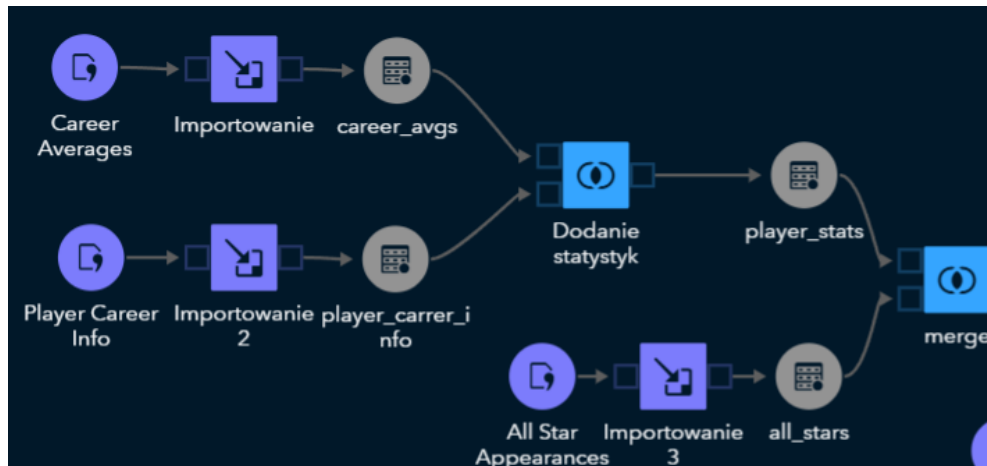 Career
Averages
Importowanie
career_avgs
Dodanie
statystyk
player_stats
Player Career
Info
Importowanie
2
player_carrer_i
nfo
merge
All Star
Appearances
Importowanie
3
all_stars